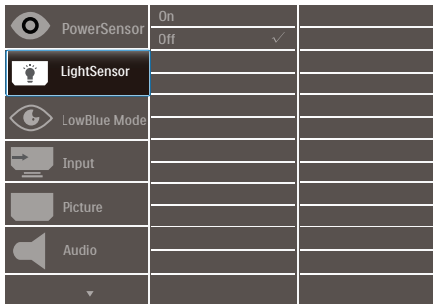 PowerSensor
LightSensor
LowBlue Mode
Input
Picture
Audio
On
Off